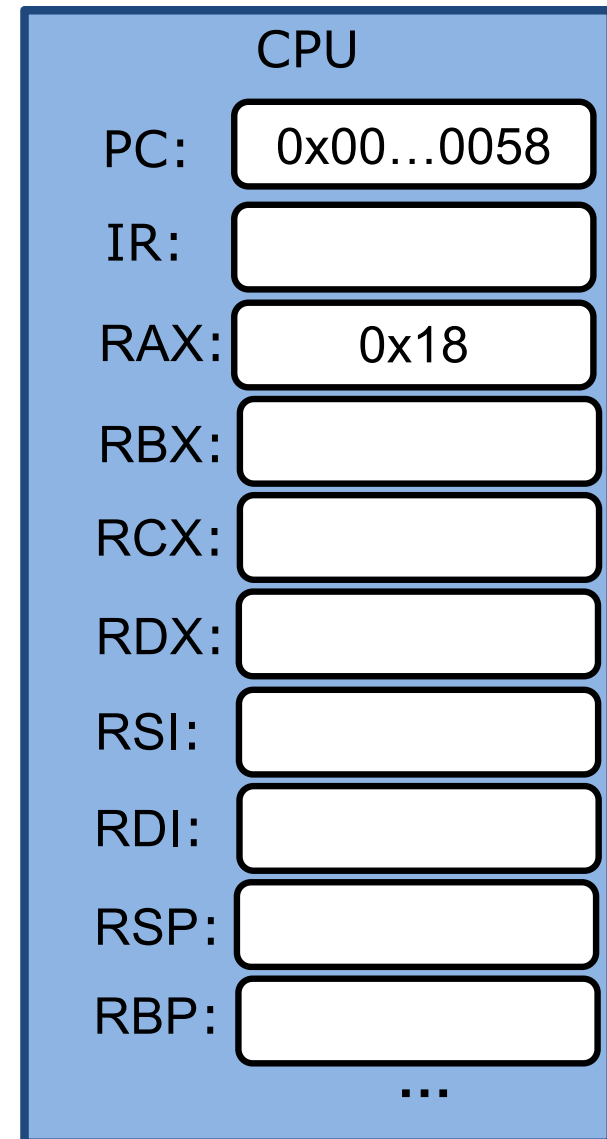 CPU
PC: 0x00…0058
IR:
RAX: 0x18
RBX:
RCX:
RDX:
RSI:
RDI:
RSP:
RBP:
…